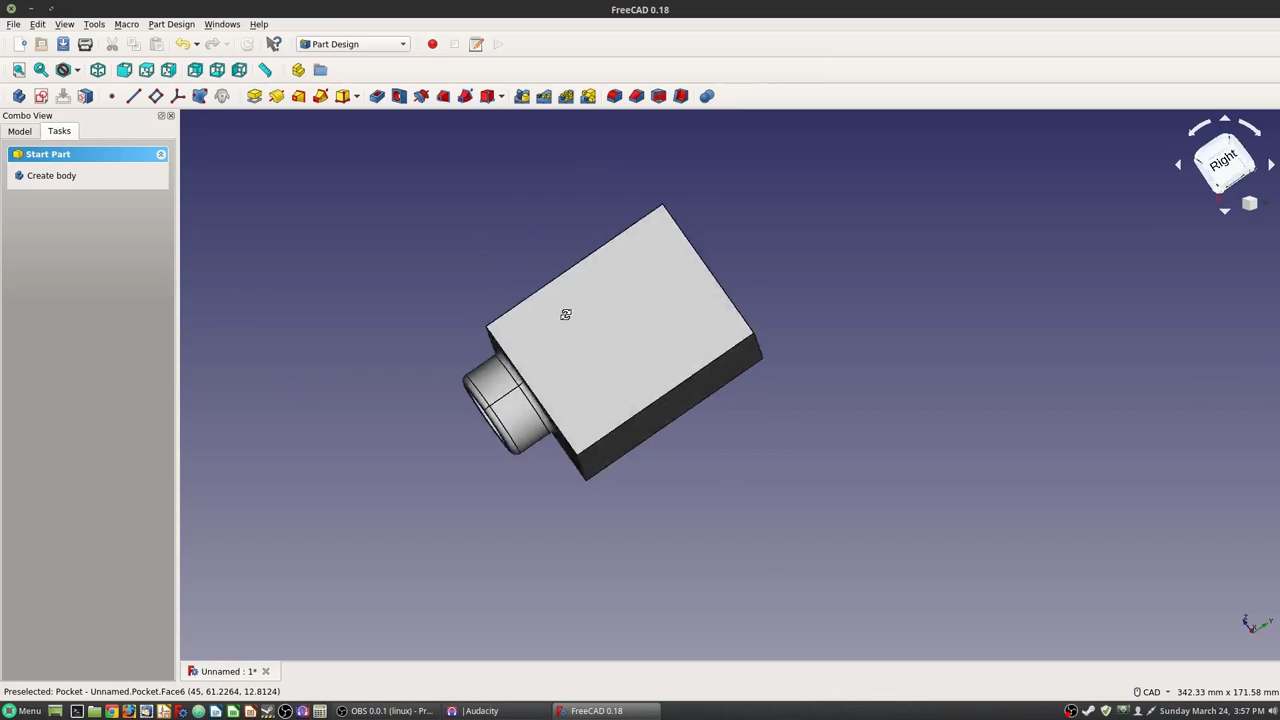 FreeCAD 0.18
File Edit View Tools Macro Part Design Windows Help
Part Design
Combo View
Model Tasks
Start Part
Create body
Right
Unnamed : 1*
Preselected: Pocket - Unnamed.Pocket.Face6 (45, 61.2264, 12.8124)
CAD 342.33 mm x 171.58 mm
Menu OBS 0.0.1 (linux) - Pr... Audacity FreeCAD 0.18 Sunday March 24, 3:57 PM